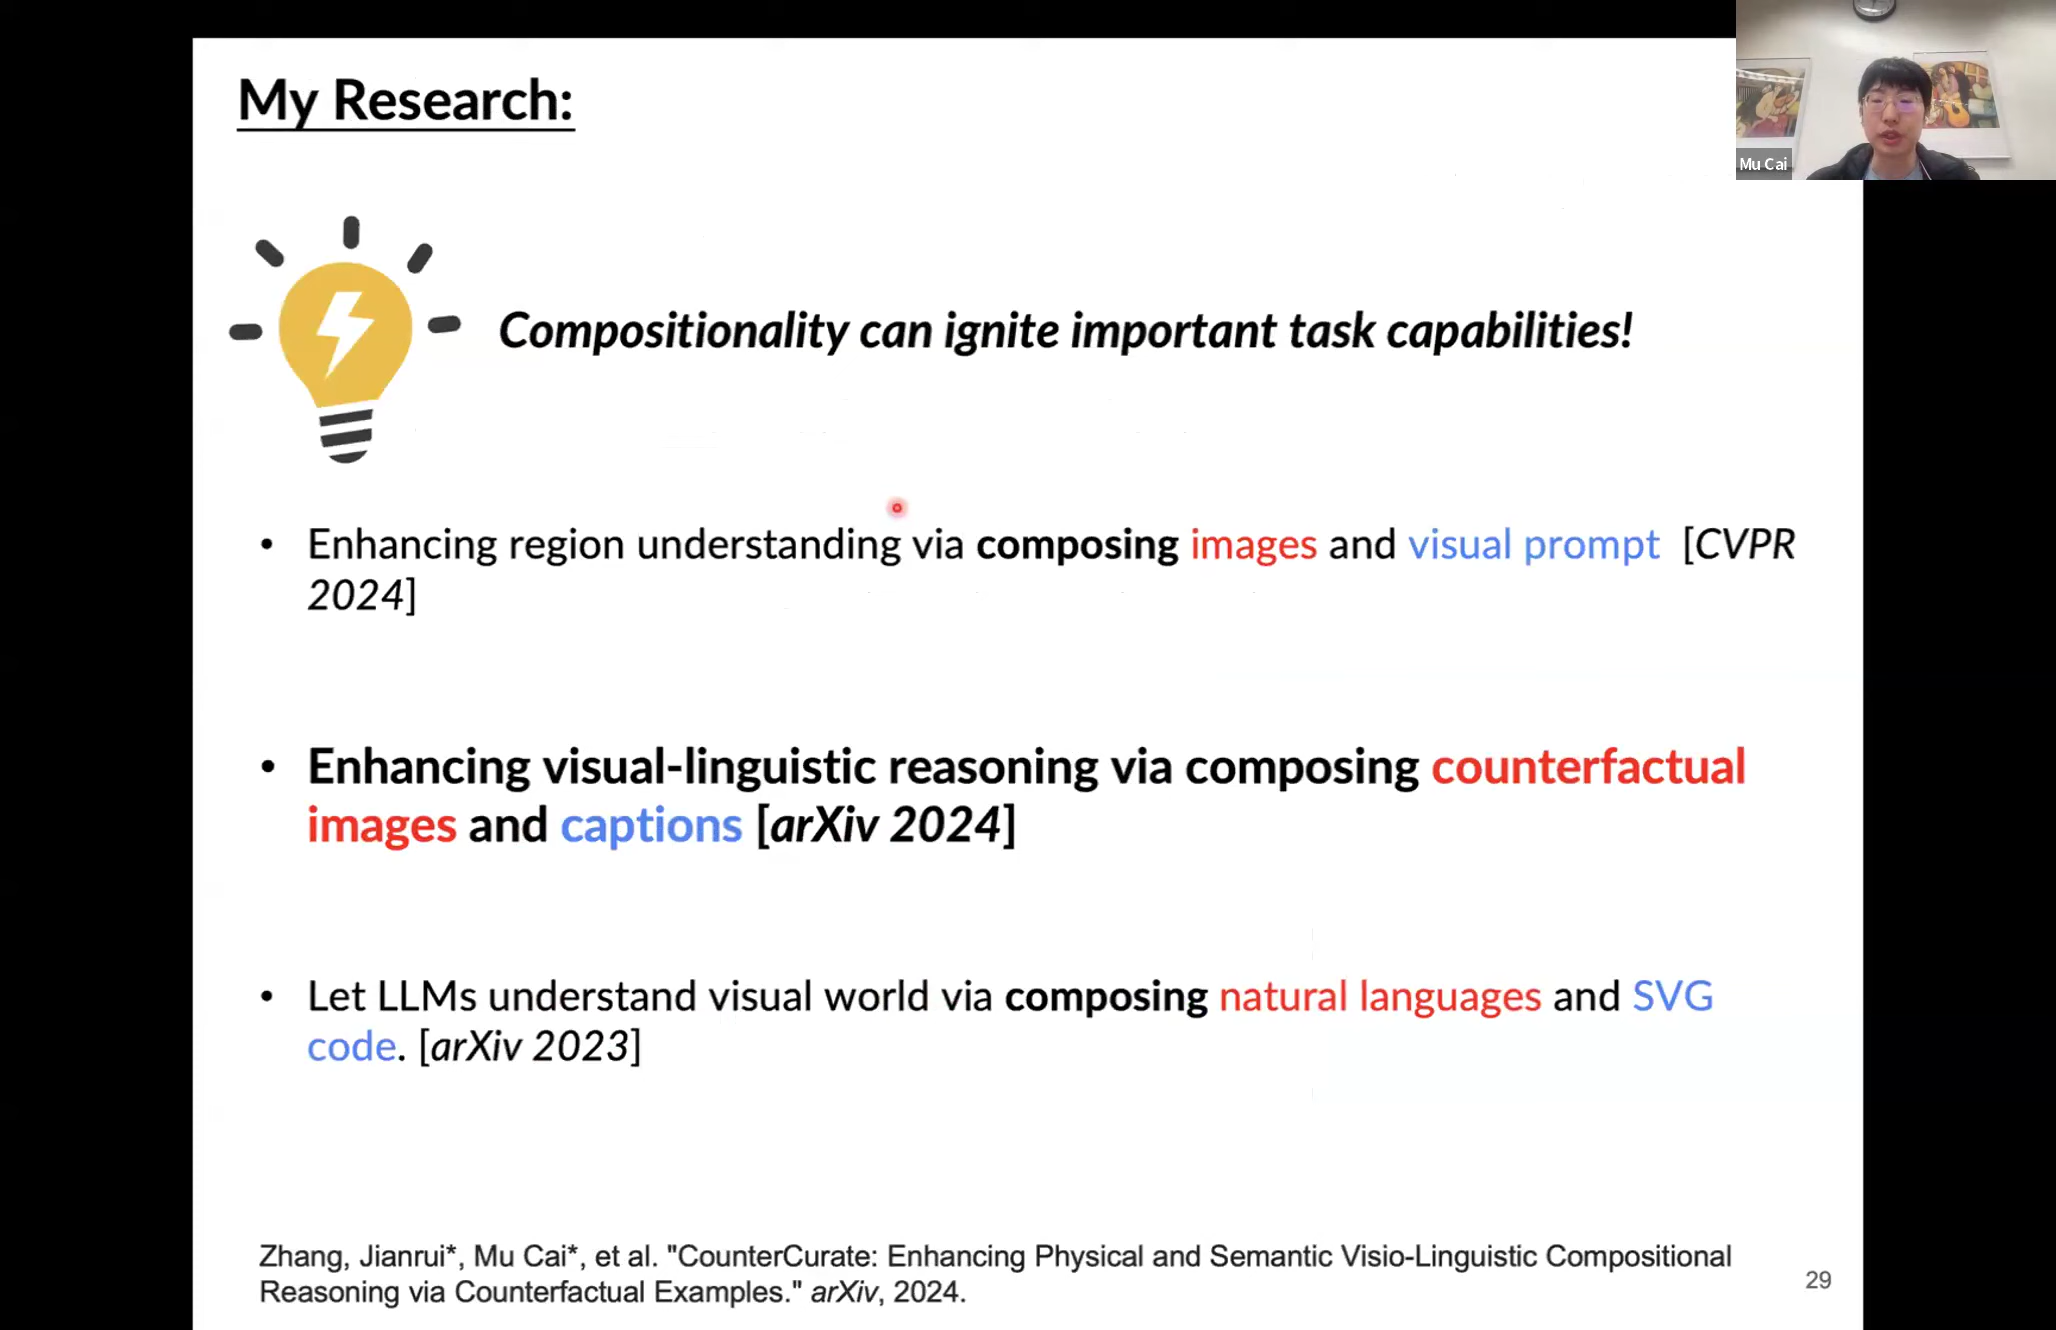 My Research:
Mu Cai
Compositionality can ignite important task capabilities!
• Enhancing region understanding via composing images and visual prompt [CVPR
2024]
• Enhancing visual-linguistic reasoning via composing counterfactual
images and captions [arXiv 2024]
• Let LLMs understand visual world via composing natural languages and SVG
code. [arXiv 2023]
Zhang, Jianrui*, Mu Cai*, et al. "CounterCurate: Enhancing Physical and Semantic Visio-Linguistic Compositional
Reasoning via Counterfactual Examples." arXiv, 2024.
29